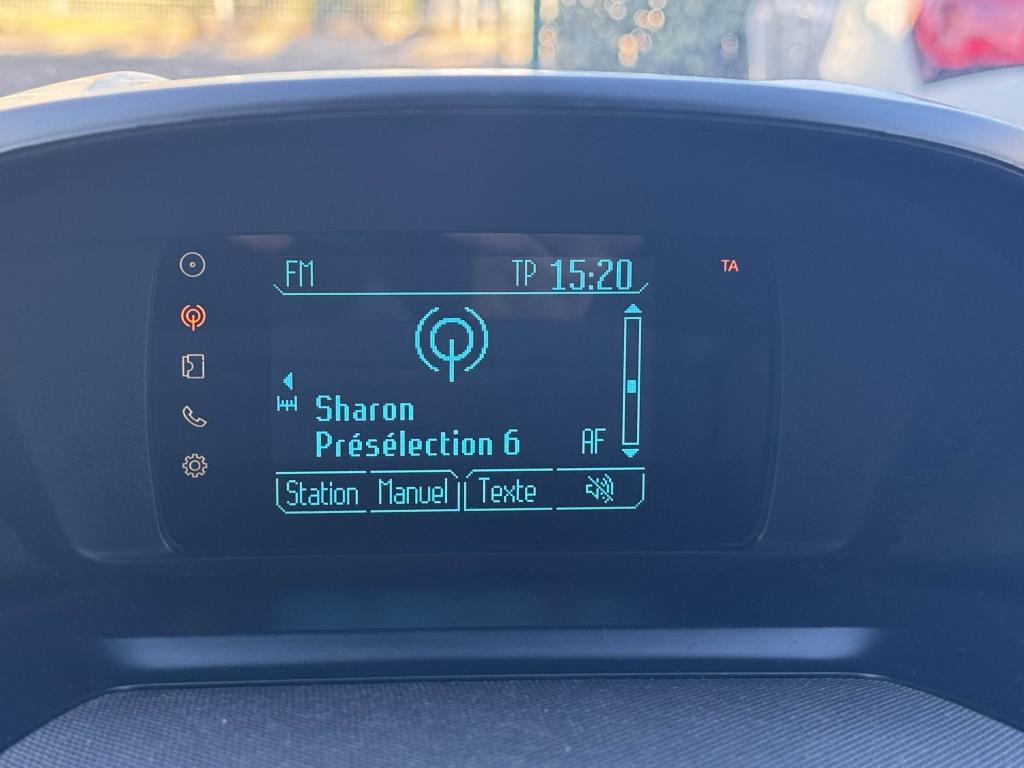 FM TP 15:20 TA
Sharon
Présélection 6 AF
Station Manuel Texte